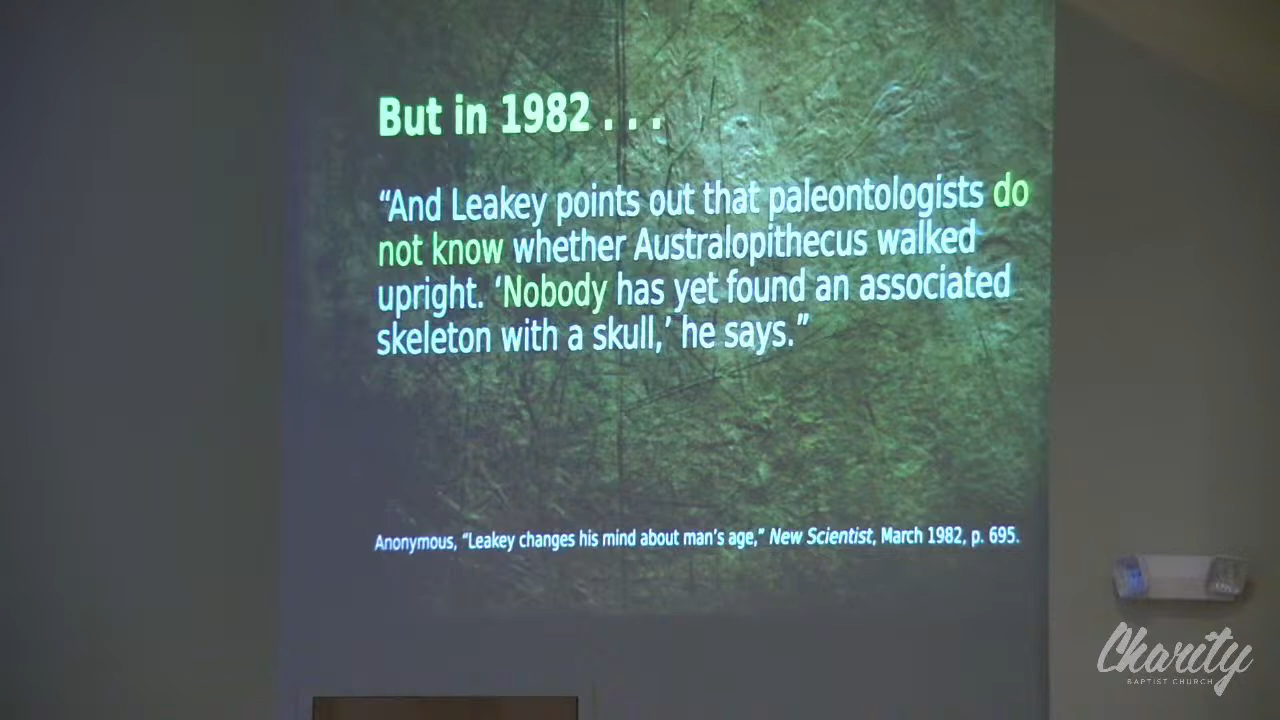 But in 1982 . . .
“And Leakey points out that paleontologists do
not know whether Australopithecus walked
upright. ‘Nobody has yet found an associated
skeleton with a skull,’ he says.”
Anonymous, “Leakey changes his mind about man’s age,” New Scientist, March 1982, p. 695.
Charity
BAPTIST CHURCH